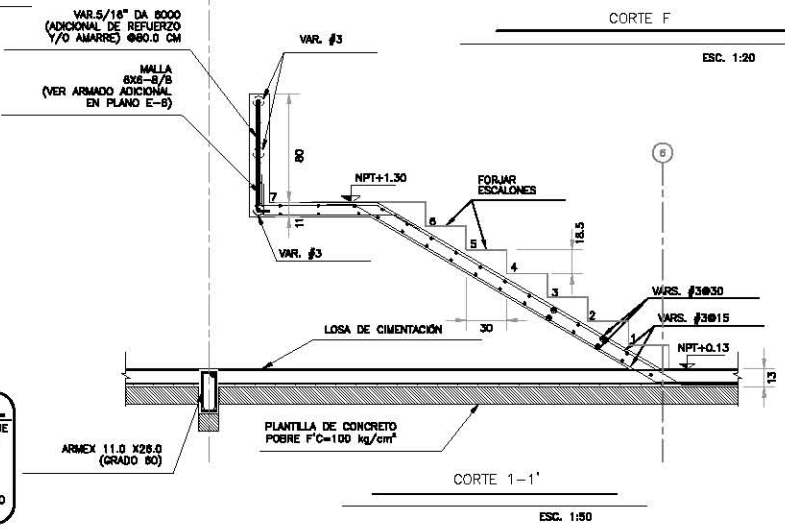 VAR.5/16" DA 6000
(ADICIONAL DE REFUERZO
Y/O AMARRE) @80.0 CM
MALLA
6X6-8/8
(VER ARMADO ADICIONAL
EN PLANO E-6)
VAR. #3
80
11
7
VAR. #3
NPT+1.30
FORJAR
ESCALONES
6
5
4
3
2
1
18.5
30
CORTE F
ESC. 1:20
6
VARS. #3@30
VARS. #3@15
NPT+0.13
13
LOSA DE CIMENTACIÓN
PLANTILLA DE CONCRETO
POBRE F'C=100 kg/cm²
ARMEX 11.0 X26.0
(GRADO 60)
CORTE 1-1'
ESC. 1:50